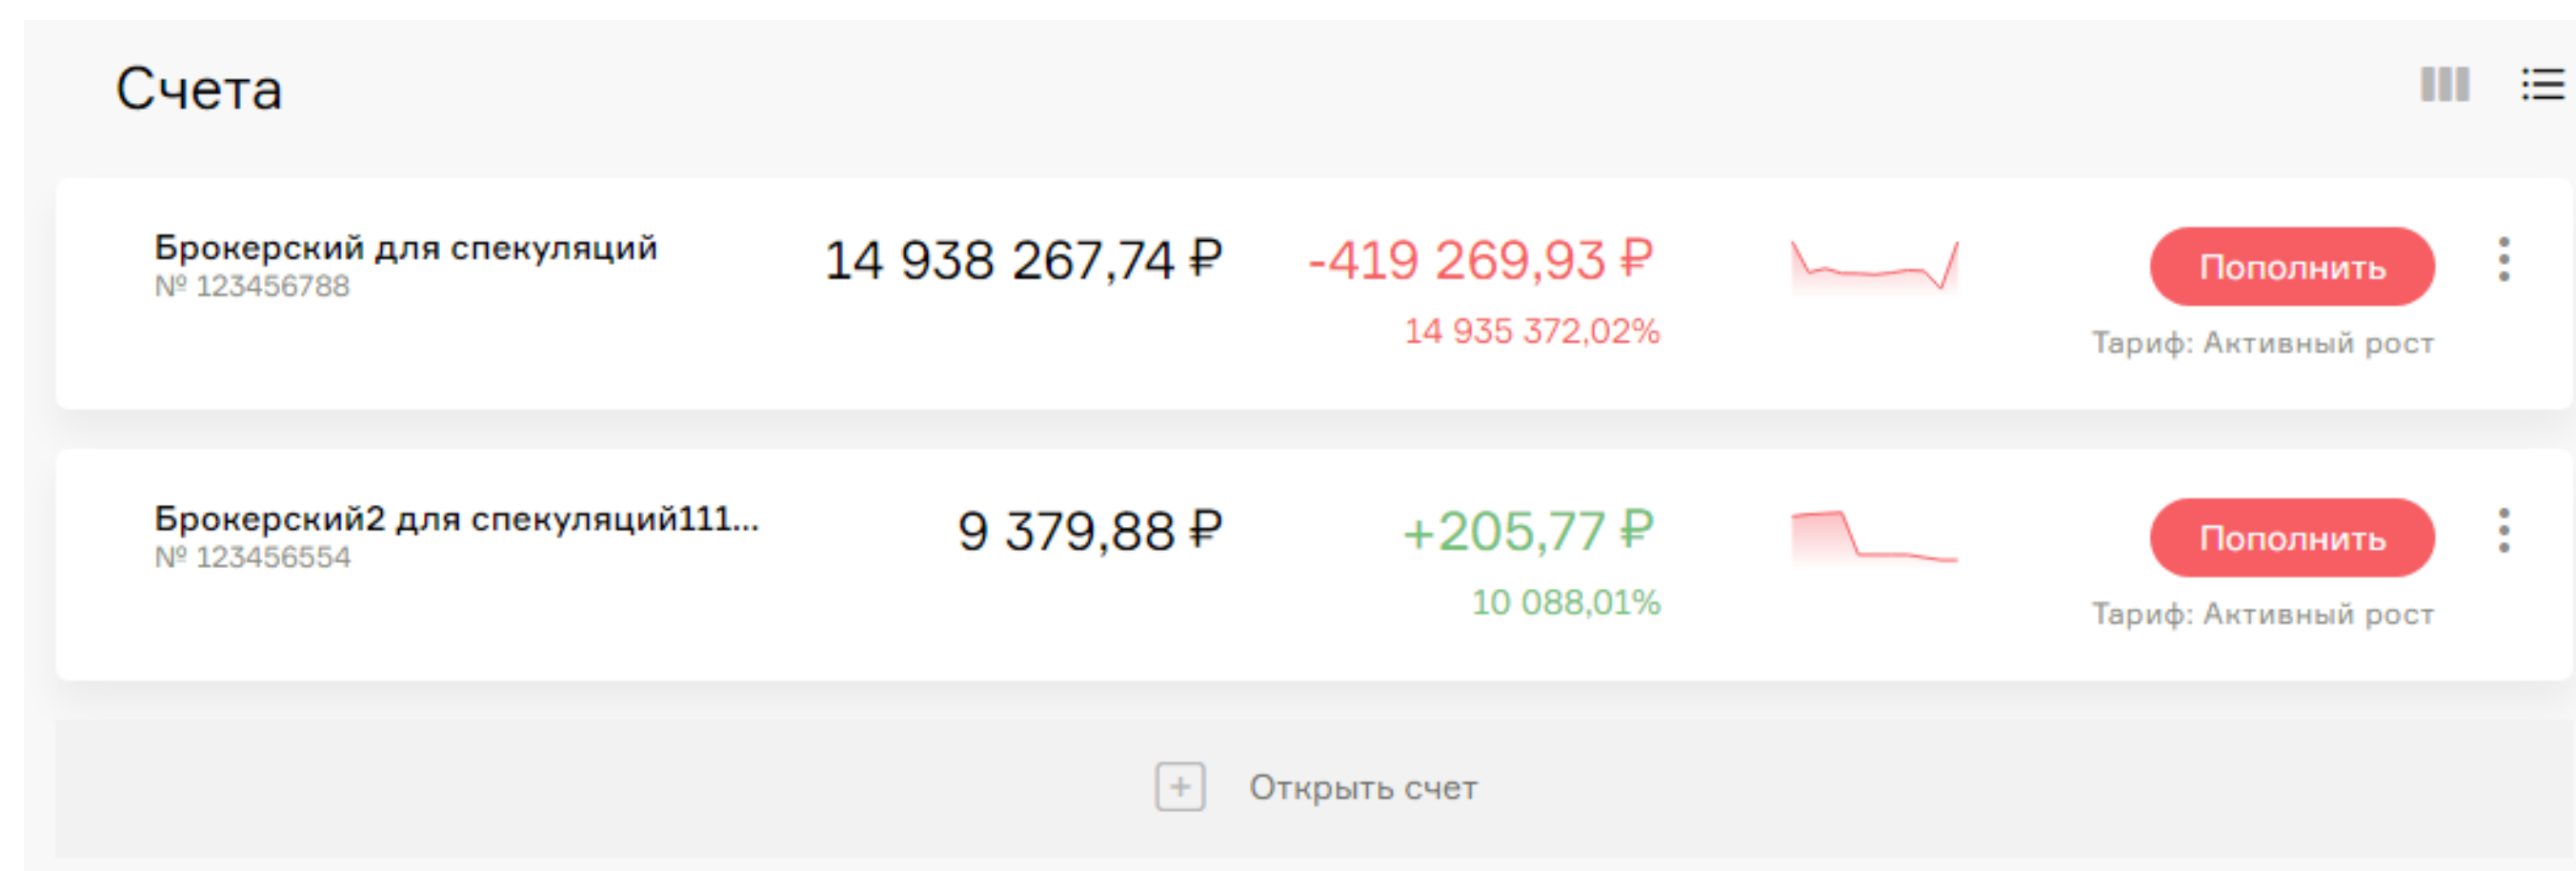 Счета
Брокерский для спекуляций
№ 123456788
14 938 267,74 ₽
-419 269,93 ₽
14 935 372,02%
Пополнить
Тариф: Активный рост
Брокерский2 для спекуляций111...
№ 123456554
9 379,88 ₽
+205,77 ₽
10 088,01%
Пополнить
Тариф: Активный рост
Открыть счет